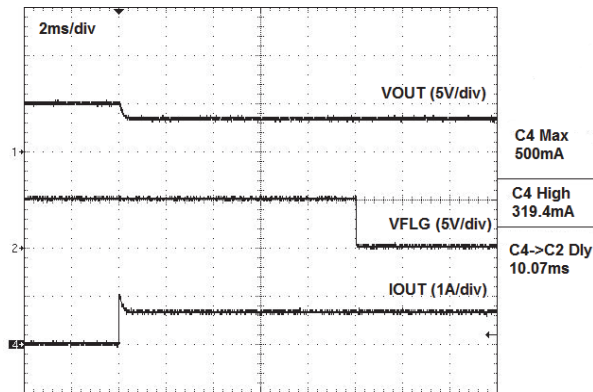 2ms/div
VOUT (5V/div)
1
C4 Max
500mA
C4 High
319.4mA
VFLG (5V/div)
2
C4->C2 Dly
10.07ms
IOUT (1A/div)
4